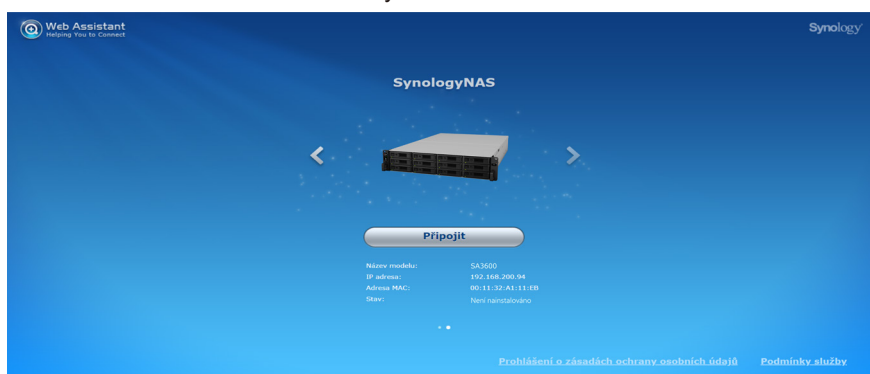 Web Assistant
Helping You to Connect
Synology
SynologyNAS
Připojit
Název modelu: SA3600
IP adresa: 192.168.200.94
Adresa MAC: 00:11:32:A1:11:EB
Stav: Není nainstalováno
Prohlášení o zásadách ochrany osobních údajů Podmínky služby